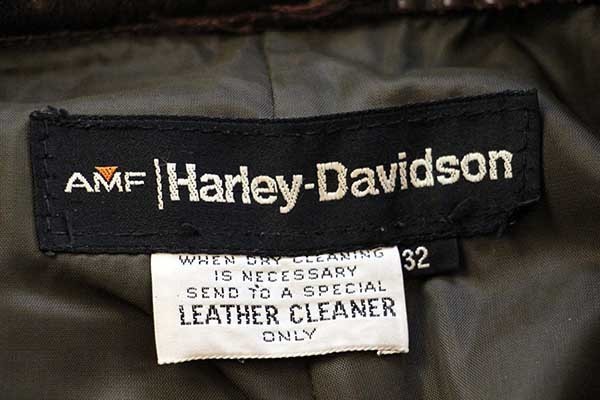 AMF | Harley-Davidson
32
WHEN DRY CLEANING
IS NECESSARY
SEND TO A SPECIAL
LEATHER CLEANER
ONLY